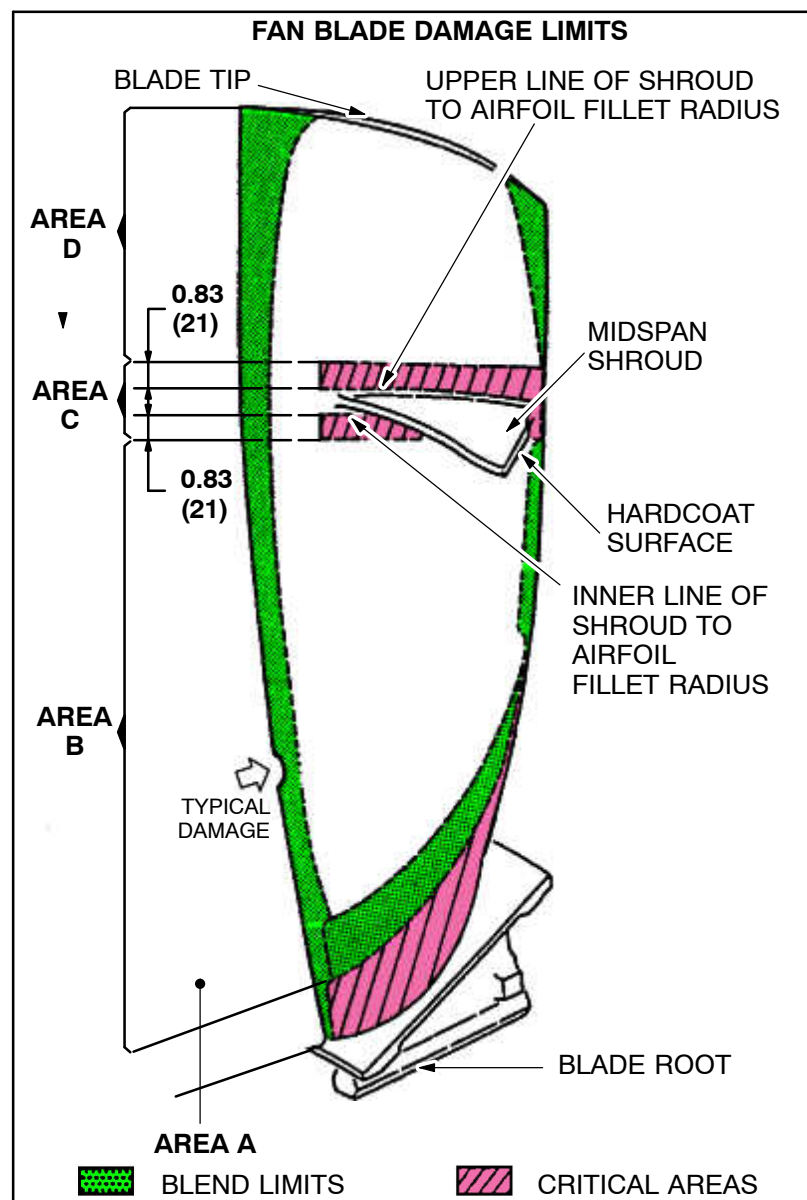 FAN BLADE DAMAGE LIMITS
BLADE TIP
UPPER LINE OF SHROUD
TO AIRFOIL FILLET RADIUS
AREA
D
0.83
(21)
MIDSPAN
SHROUD
AREA
C
0.83
(21)
HARDCOAT
SURFACE
INNER LINE OF
SHROUD TO
AIRFOIL
FILLET RADIUS
AREA
B
TYPICAL
DAMAGE
BLADE ROOT
AREA A
BLEND LIMITS
CRITICAL AREAS